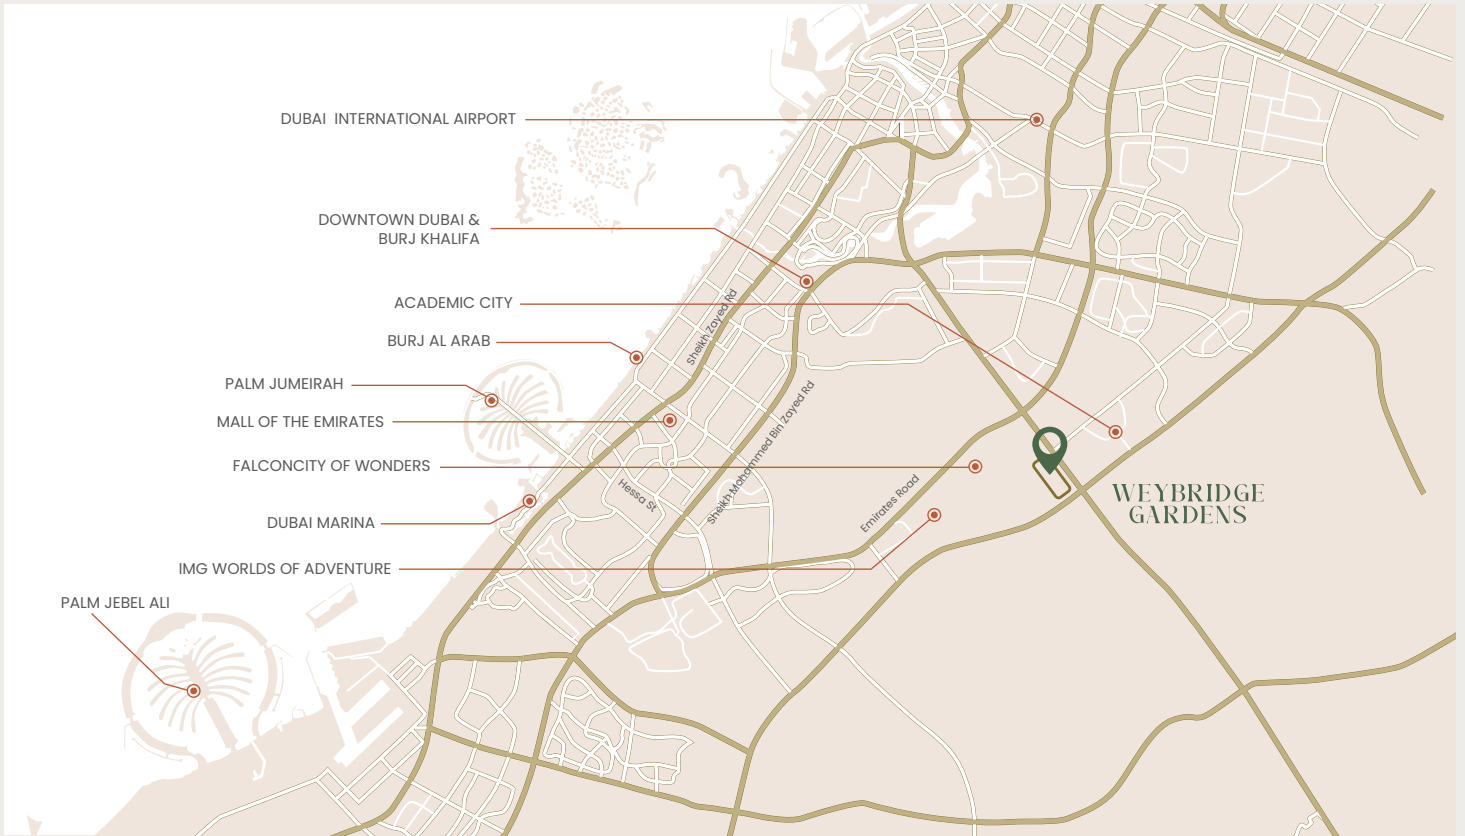 DUBAI INTERNATIONAL AIRPORT
DOWNTOWN DUBAI &
BURJ KHALIFA
ACADEMIC CITY
BURJ AL ARAB
PALM JUMEIRAH
MALL OF THE EMIRATES
FALCONCITY OF WONDERS
DUBAI MARINA
IMG WORLDS OF ADVENTURE
PALM JEBEL ALI
Sheikh Zayed Rd
Sheikh Mohammed Bin Zayed Rd
Hessa St
Emirates Road
WEYBRIDGE
GARDENS